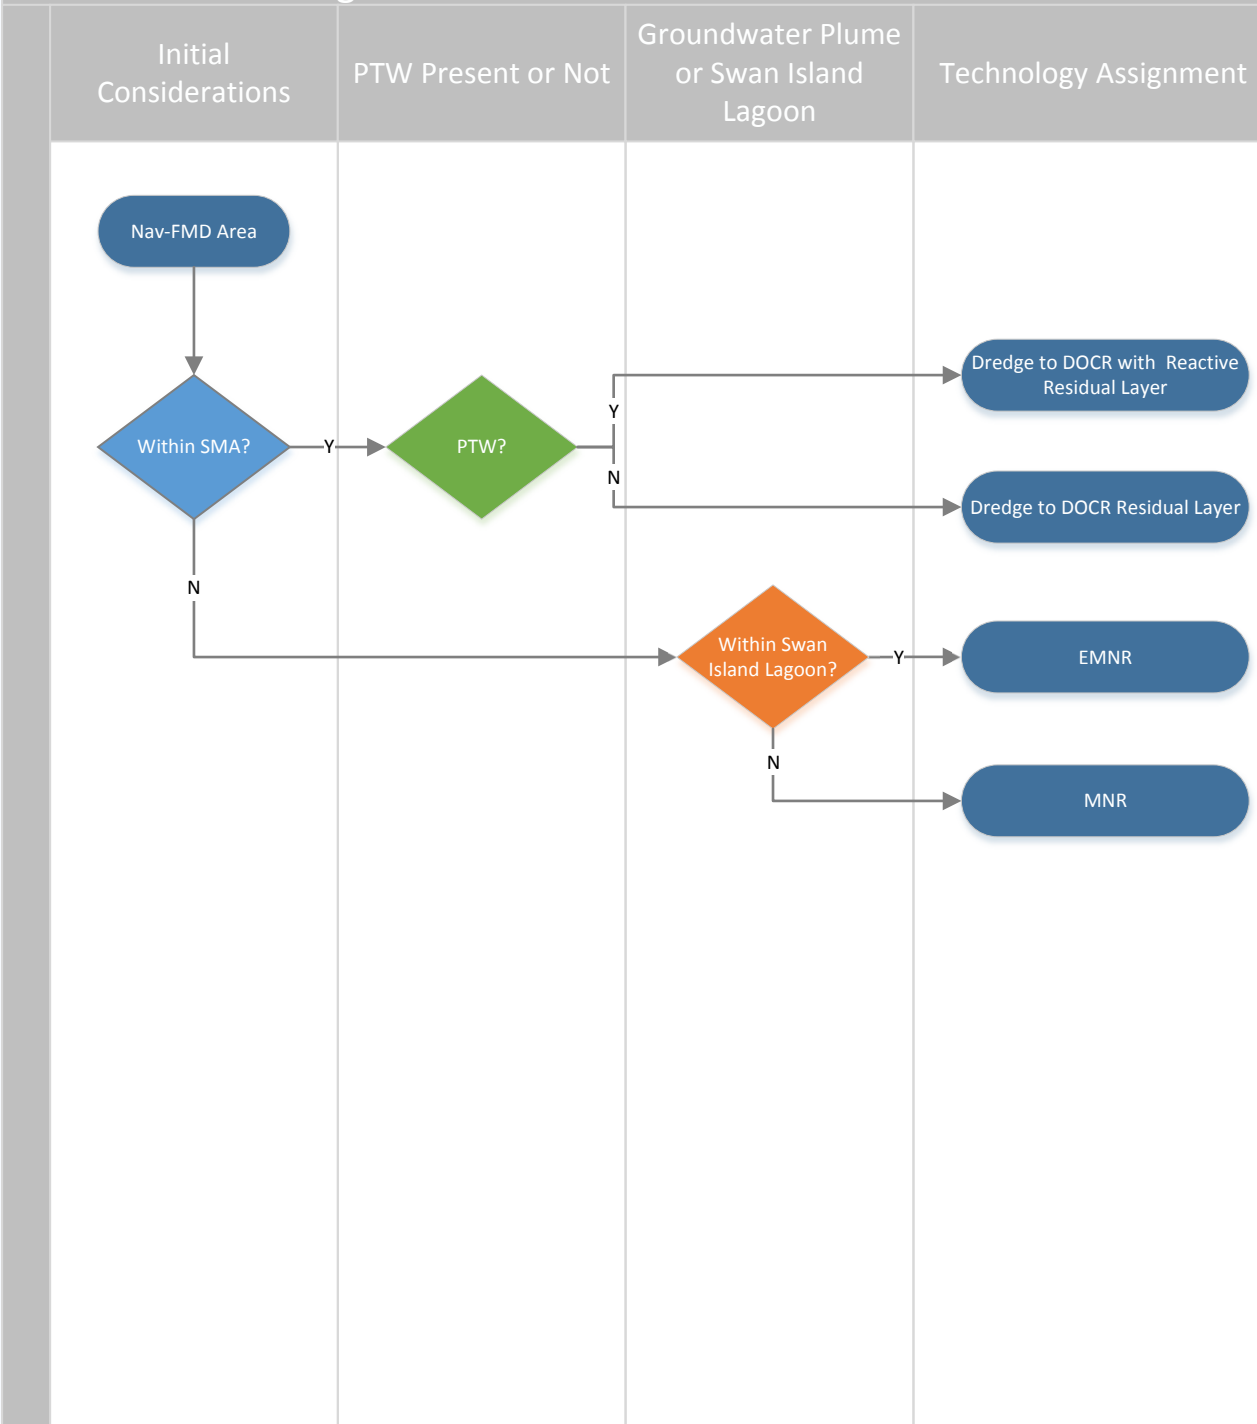 Initial
Considerations
PTW Present or Not
Groundwater Plume
or Swan Island
Lagoon
Technology Assignment
Nav-FMD Area
Dredge to DOCR with  Reactive
Residual Layer
Y
Within SMA?
Y
PTW?
N
Dredge to DOCR Residual Layer
N
Within Swan
Island Lagoon?
Y
EMNR
N
MNR